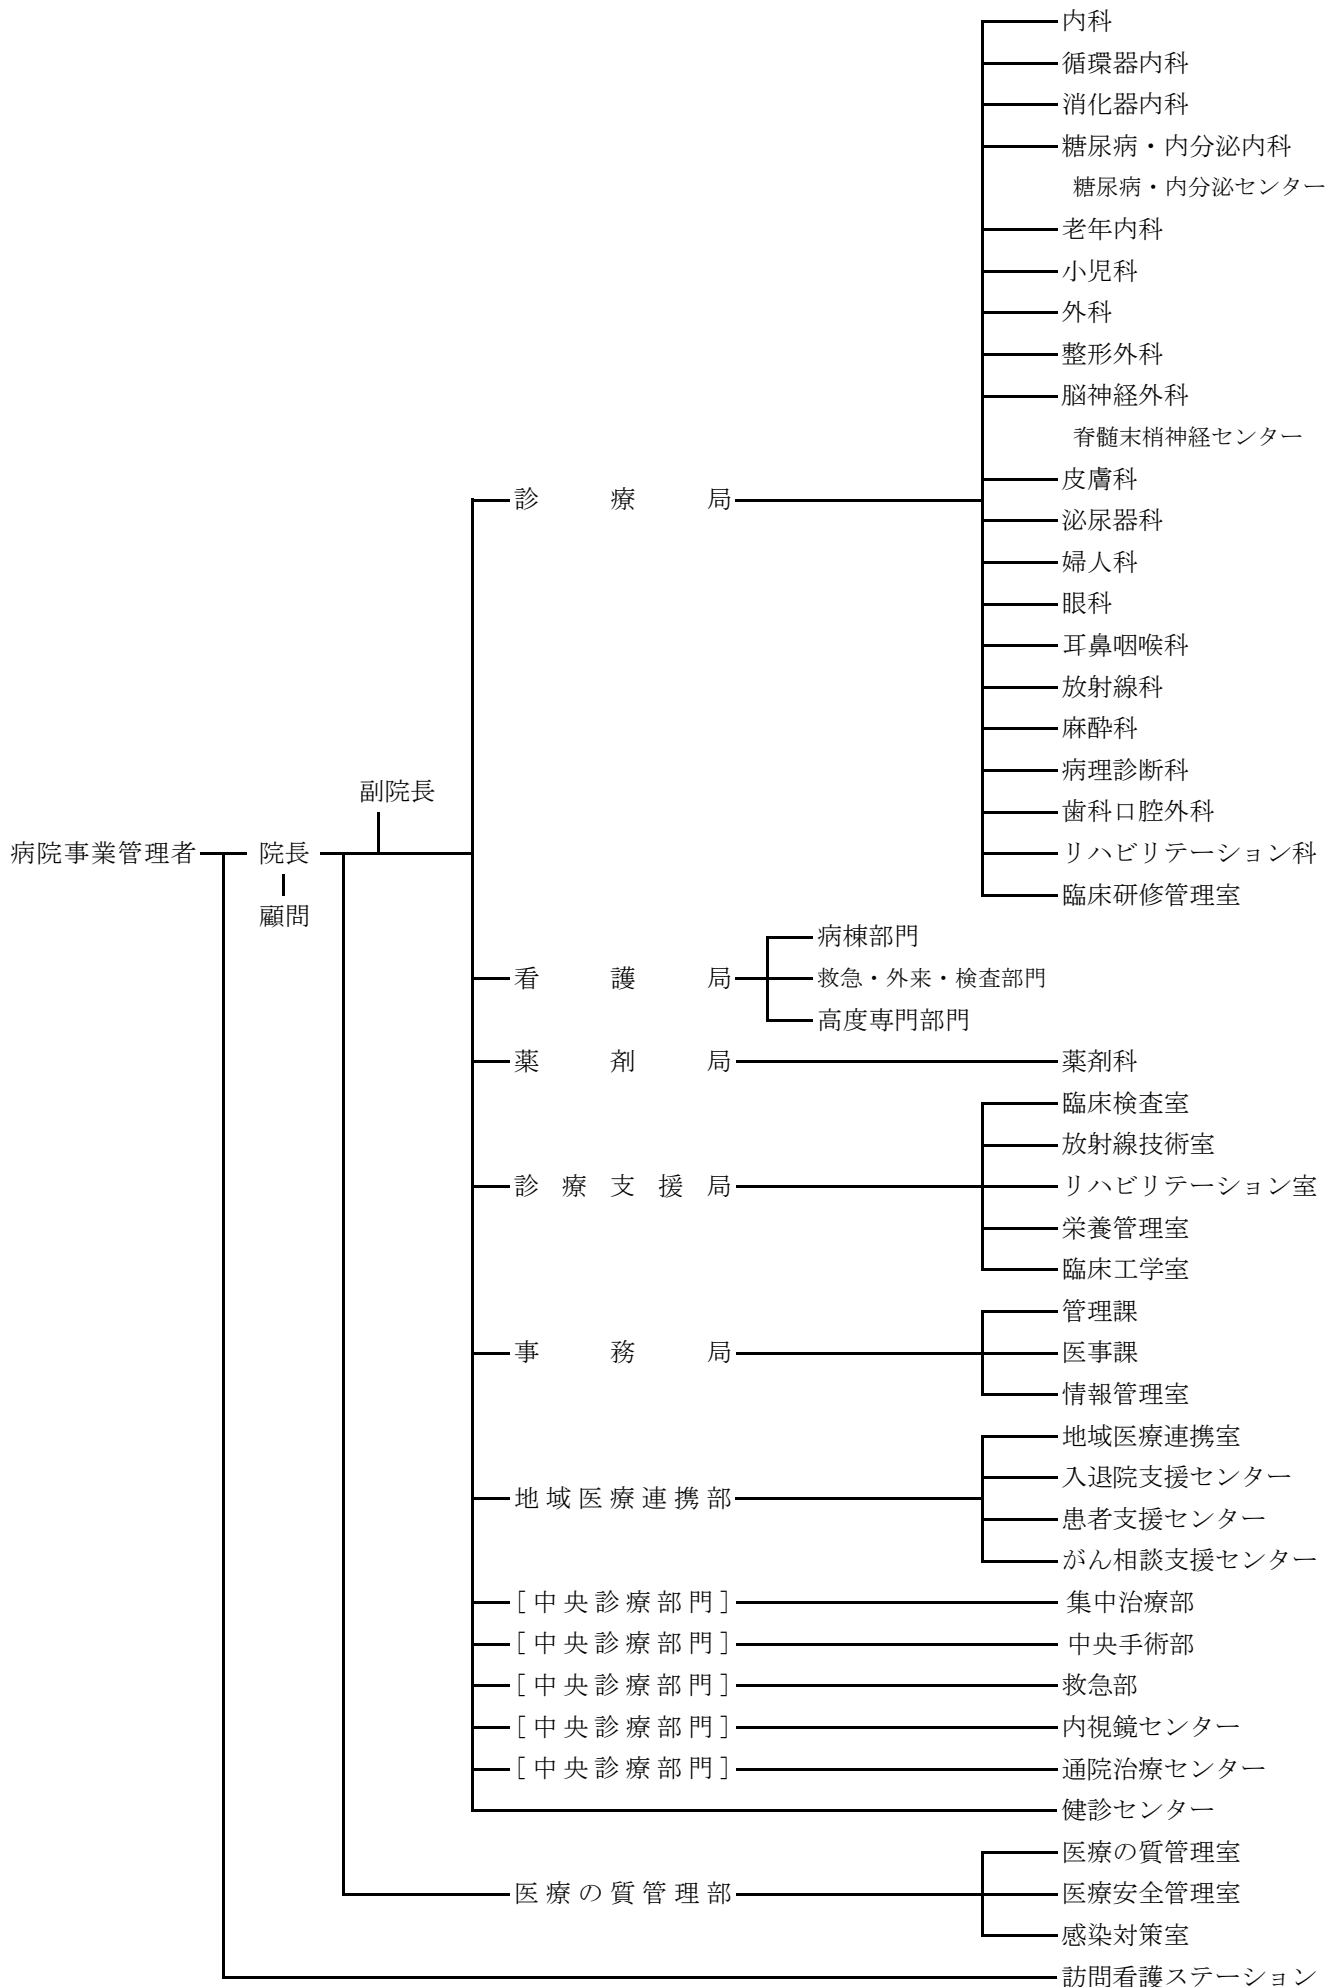 内科
循環器内科
消化器内科
糖尿病・内分泌内科
糖尿病・内分泌センター
老年内科
小児科
外科
整形外科
脳神経外科
脊髄末梢神経センター
皮膚科
診療局
泌尿器科
婦人科
眼科
耳鼻咽喉科
放射線科
麻酔科
病理診断科
副院長
歯科口腔外科
病院事業管理者 院長 リハビリテーション科
臨床研修管理室
顧問
病棟部門
看護局 救急・外来・検査部門
高度専門部門
薬剤局 薬剤科
臨床検査室
放射線技術室
診療支援局 リハビリテーション室
栄養管理室
臨床工学室
管理課
事務局 医事課
情報管理室
地域医療連携室
入退院支援センター
地域医療連携部
患者支援センター
がん相談支援センター
[中央診療部門] 集中治療部
[中央診療部門] 中央手術部
[中央診療部門] 救急部
[中央診療部門] 内視鏡センター
[中央診療部門] 通院治療センター
健診センター
医療の質管理室
医療の質管理部 医療安全管理室
感染対策室
訪問看護ステーション